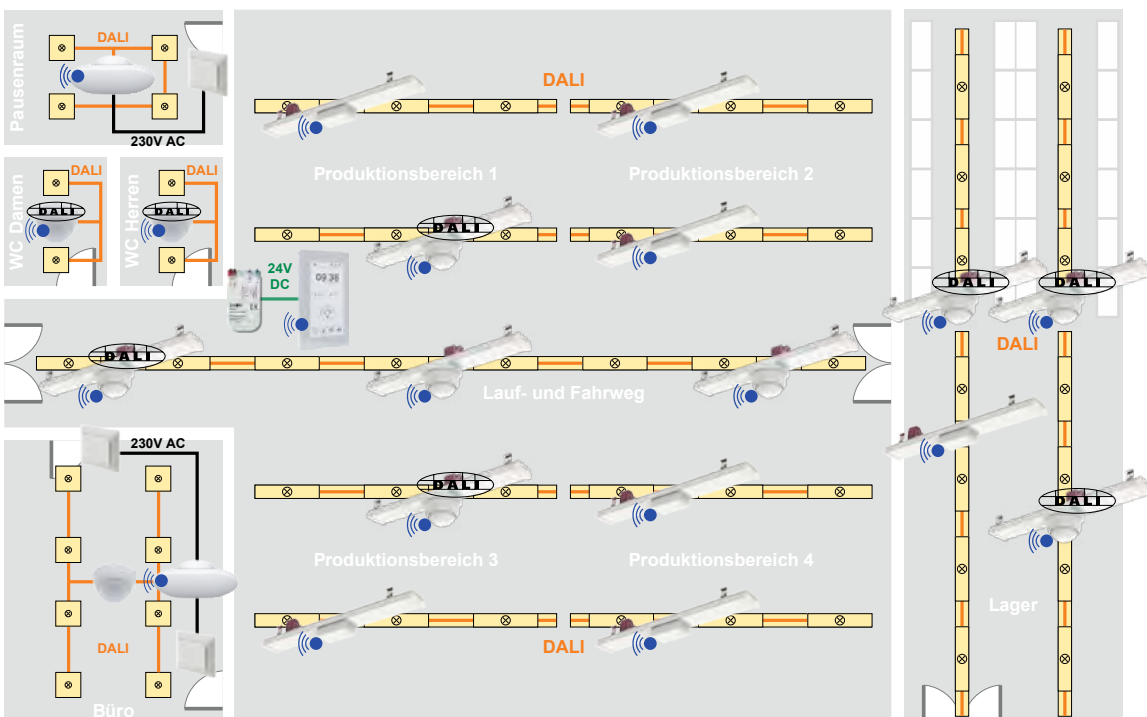 Pausenraum
DALI
230V AC
WC Damen
DALI
DALI
WC Herren
DALI
DALI
DALI
Produktionsbereich 1
Produktionsbereich 2
DALI
24V
DC
09:36
DALI
Lauf- und Fahrweg
230V AC
DALI
Büro
DALI
Produktionsbereich 3
Produktionsbereich 4
DALI
DALI
DALI
DALI
DALI
Lager